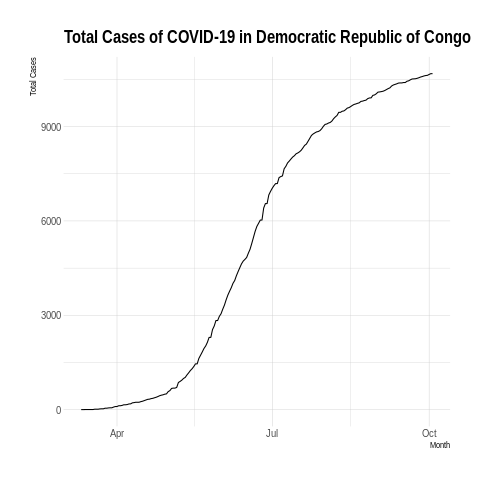 Total Cases of COVID-19 in Democratic Republic of Congo
Total Cases
9000
6000
3000
0
Apr Jul Oct
Month